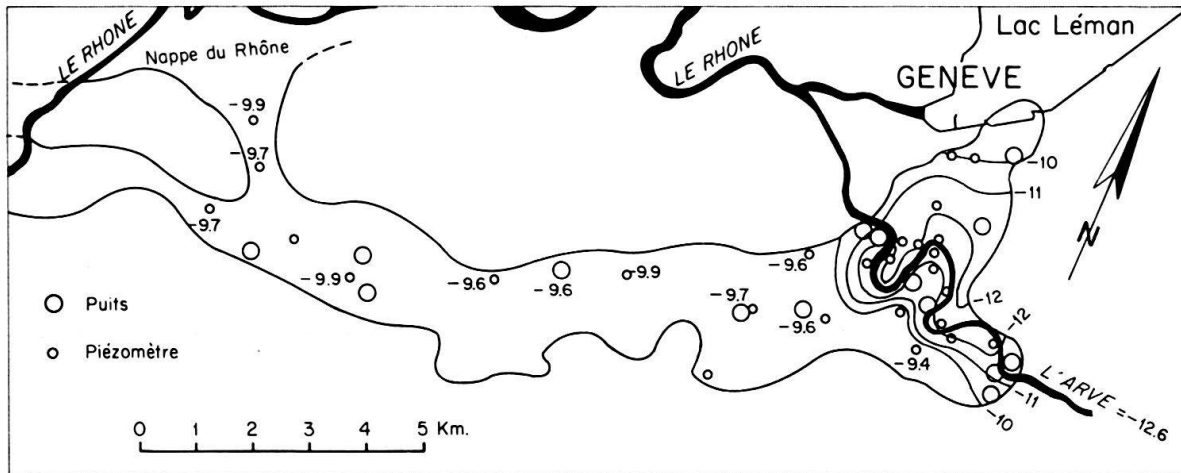 Lac Léman
LE RHONE
Nappe du Rhône
LE RHONE
GENEVE
-9.9
-9.7
-10
-11
-9.7
N
-9.9
-9.6
-9.6
-9.9
-9.6
-9.7
-9.6
-12
-12
-9.4
-11
-10
L'ARVE = -12.6
Puits
Piézomètre
0 1 2 3 4 5 Km.